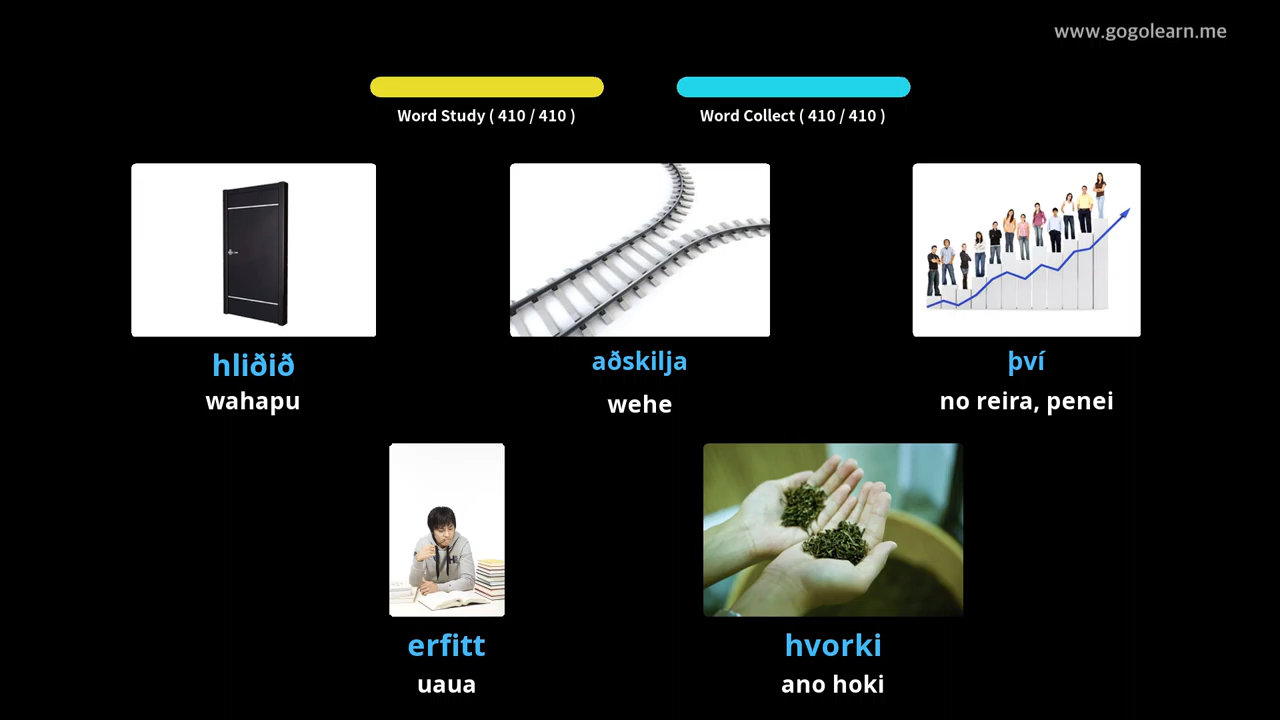 www.gogolearn.me
Word Study ( 410 / 410 )
Word Collect ( 410 / 410 )
hliðið
wahapu
aðskilja
wehe
því
no reira, penei
erfitt
uaua
hvorki
ano hoki